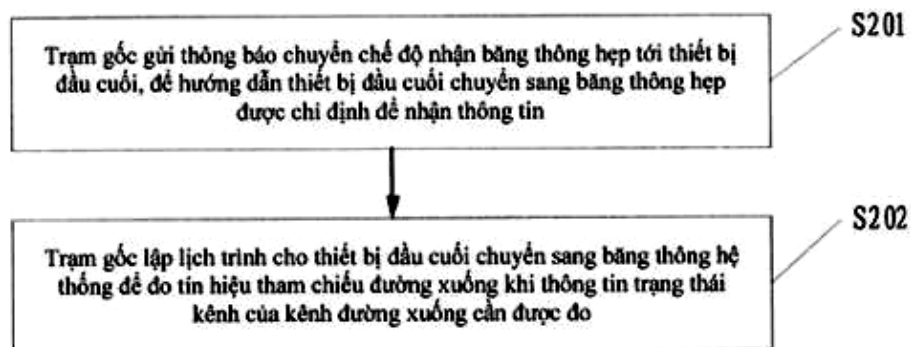 S201
Trạm gốc gửi thông báo chuyển chế độ nhận băng thông hẹp tới thiết bị
đầu cuối, để hướng dẫn thiết bị đầu cuối chuyển sang băng thông hẹp
được chỉ định để nhận thông tin
S202
Trạm gốc lập lịch trình cho thiết bị đầu cuối chuyển sang băng thông hệ
thống để đo tín hiệu tham chiếu đường xuống khi thông tin trạng thái
kênh của kênh đường xuống cần được đo